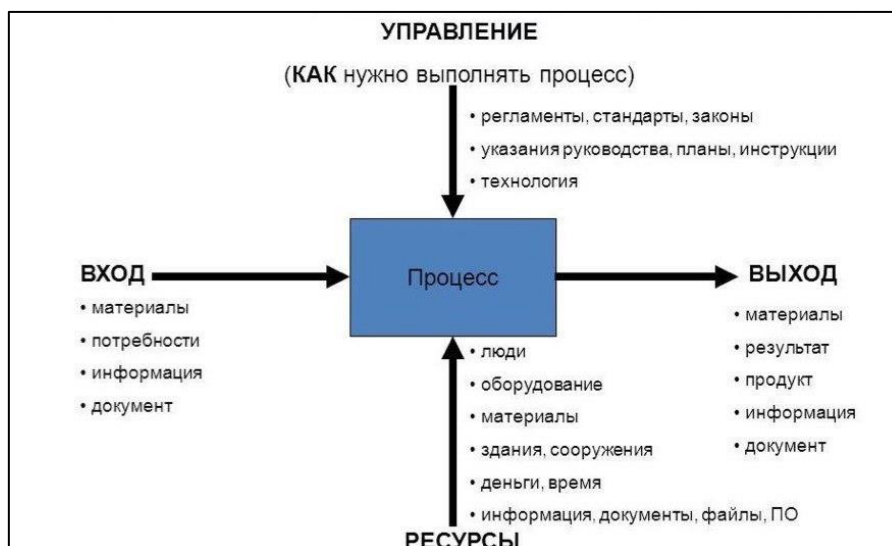 УПРАВЛЕНИЕ
(КАК нужно выполнять процесс)
• регламенты, стандарты, законы
• указания руководства, планы, инструкции
• технология
ВХОД
• материалы
• потребности
• информация
• документ
Процесс
ВЫХОД
• материалы
• результат
• продукт
• информация
• документ
• люди
• оборудование
• материалы
• здания, сооружения
• деньги, время
• информация, документы, файлы, ПО
РЕСУРСЫ